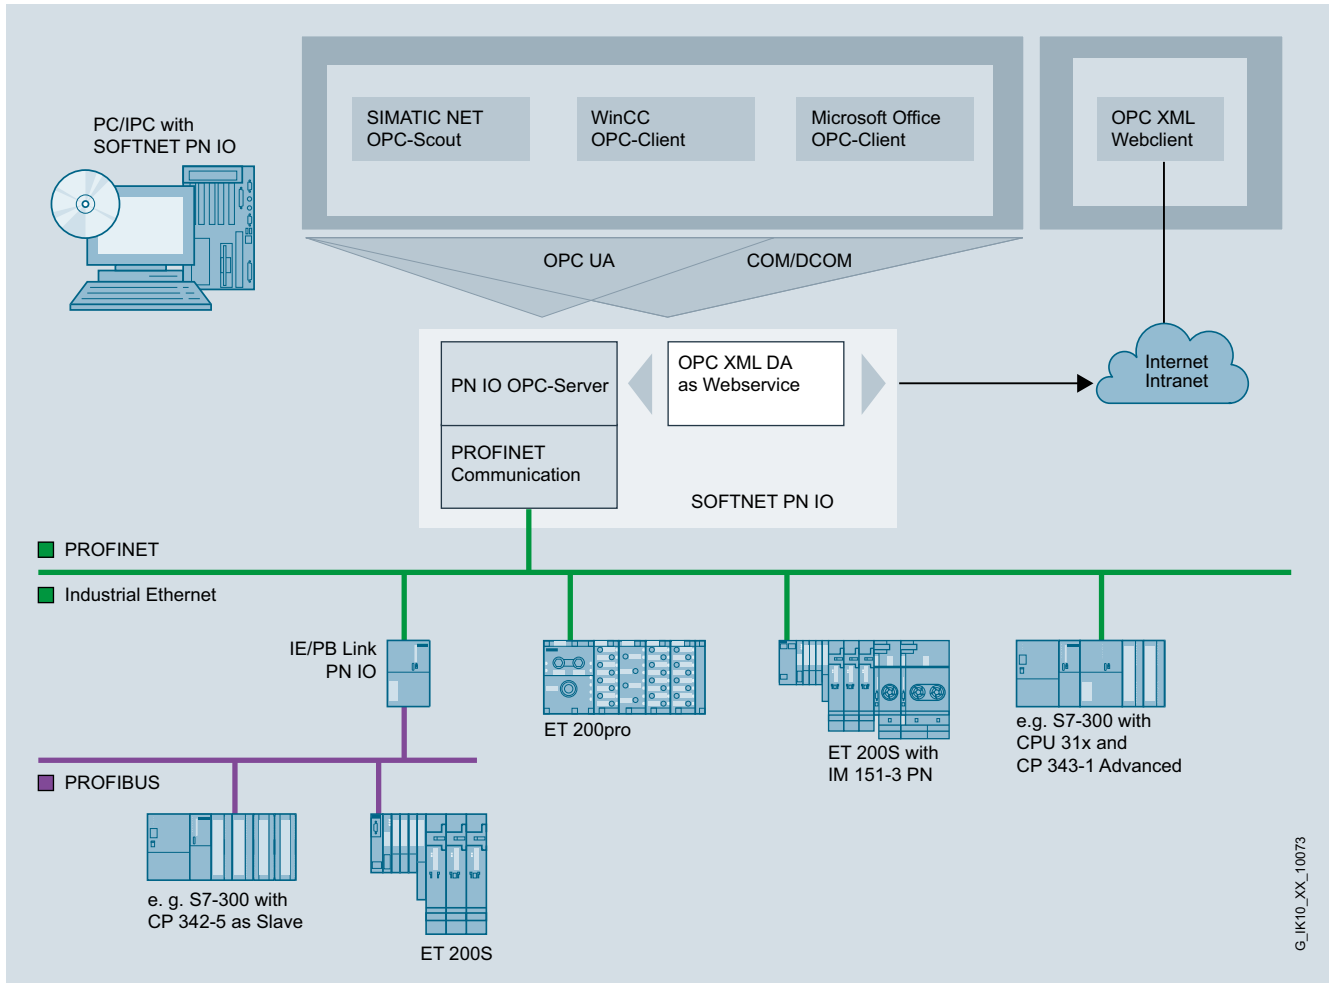 PC/IPC with
SOFTNET PN IO
SIMATIC NET
OPC-Scout
WinCC
OPC-Client
Microsoft Office
OPC-Client
OPC XML
Webclient
OPC UA
COM/DCOM
PN IO OPC-Server
OPC XML DA
as Webservice
Internet
Intranet
PROFINET
Communication
SOFTNET PN IO
PROFINET
Industrial Ethernet
IE/PB Link
PN IO
ET 200pro
ET 200S with
IM 151-3 PN
e.g. S7-300 with
CPU 31x and
CP 343-1 Advanced
PROFIBUS
e. g. S7-300 with
CP 342-5 as Slave
ET 200S
G_IK10_XX_10073